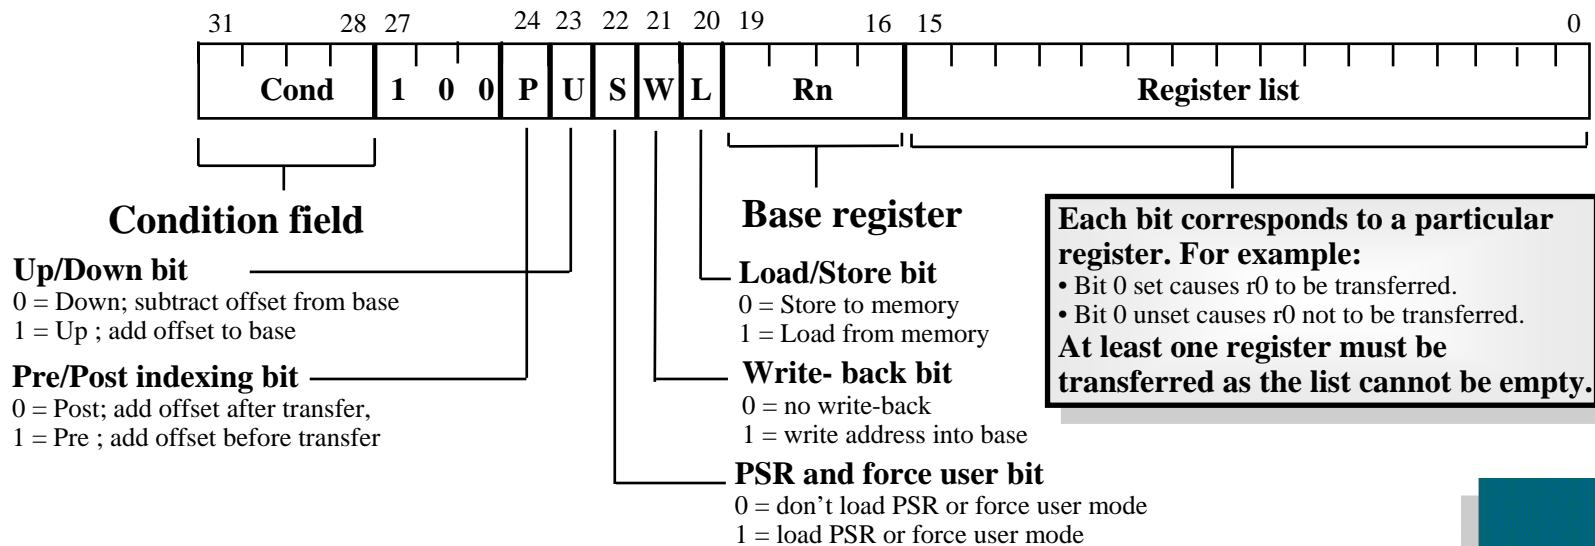 31 28 27 24 23 22 21 20 19 16 15 0
Cond 1 0 0 P U S W L Rn Register list
Condition field
Up/Down bit
0 = Down; subtract offset from base
1 = Up ; add offset to base
Pre/Post indexing bit
0 = Post; add offset after transfer,
1 = Pre ; add offset before transfer
Base register
Load/Store bit
0 = Store to memory
1 = Load from memory
Write- back bit
0 = no write-back
1 = write address into base
PSR and force user bit
0 = don’t load PSR or force user mode
1 = load PSR or force user mode
Each bit corresponds to a particular
register. For example:
• Bit 0 set causes r0 to be transferred.
• Bit 0 unset causes r0 not to be transferred.
At least one register must be
transferred as the list cannot be empty.